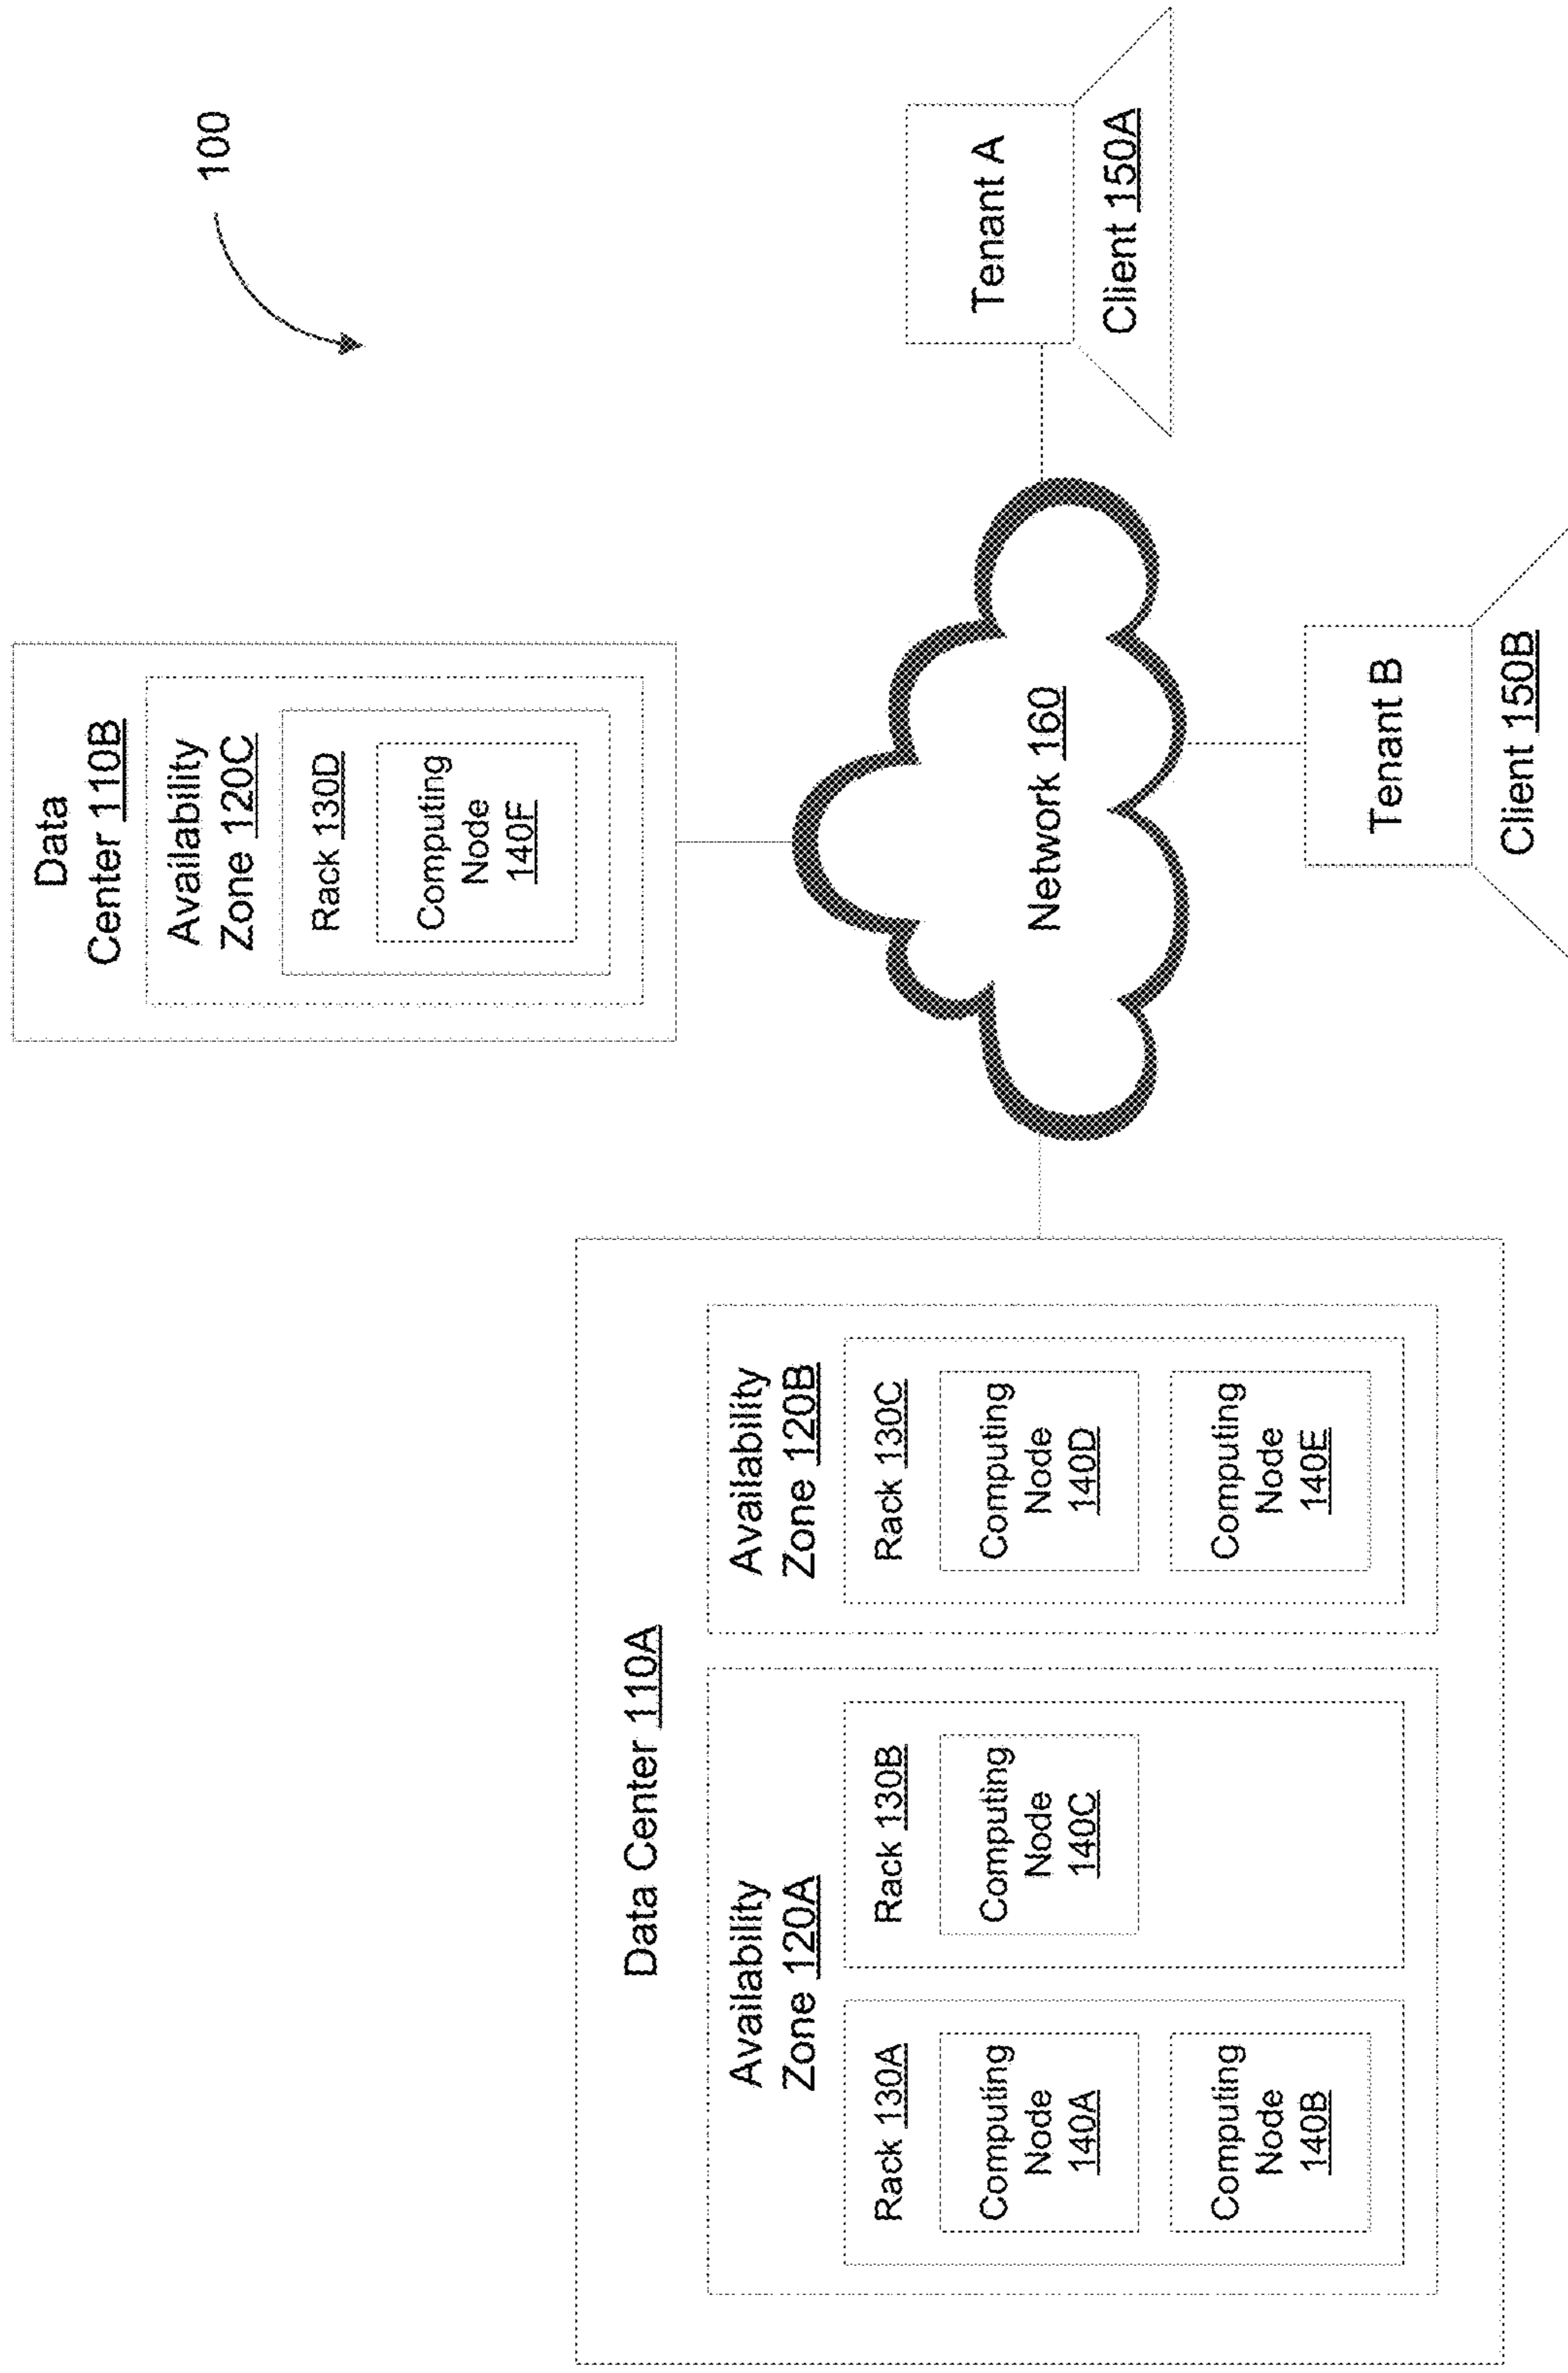 100
Data
Center 110B
Availability
Zone 120C
Rack 130D
Computing
Node
140F
Data Center 110A
Availability
Zone 120A
Rack 130A
Computing
Node
140A
Computing
Node
140B
Rack 130B
Computing
Node
140C
Availability
Zone 120B
Rack 130C
Computing
Node
140D
Computing
Node
140E
Network 160
Tenant A
Client 150A
Tenant B
Client 150B